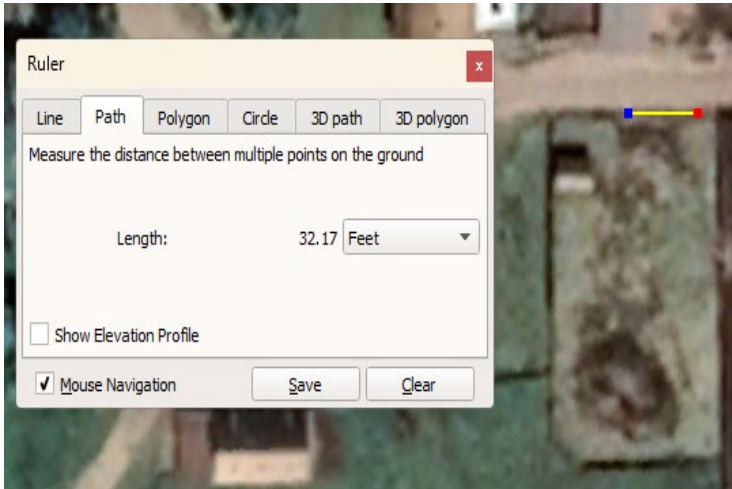 Ruler
x
Line Path Polygon Circle 3D path 3D polygon
Measure the distance between multiple points on the ground
Length: 32.17 Feet
Show Elevation Profile
Mouse Navigation Save Clear